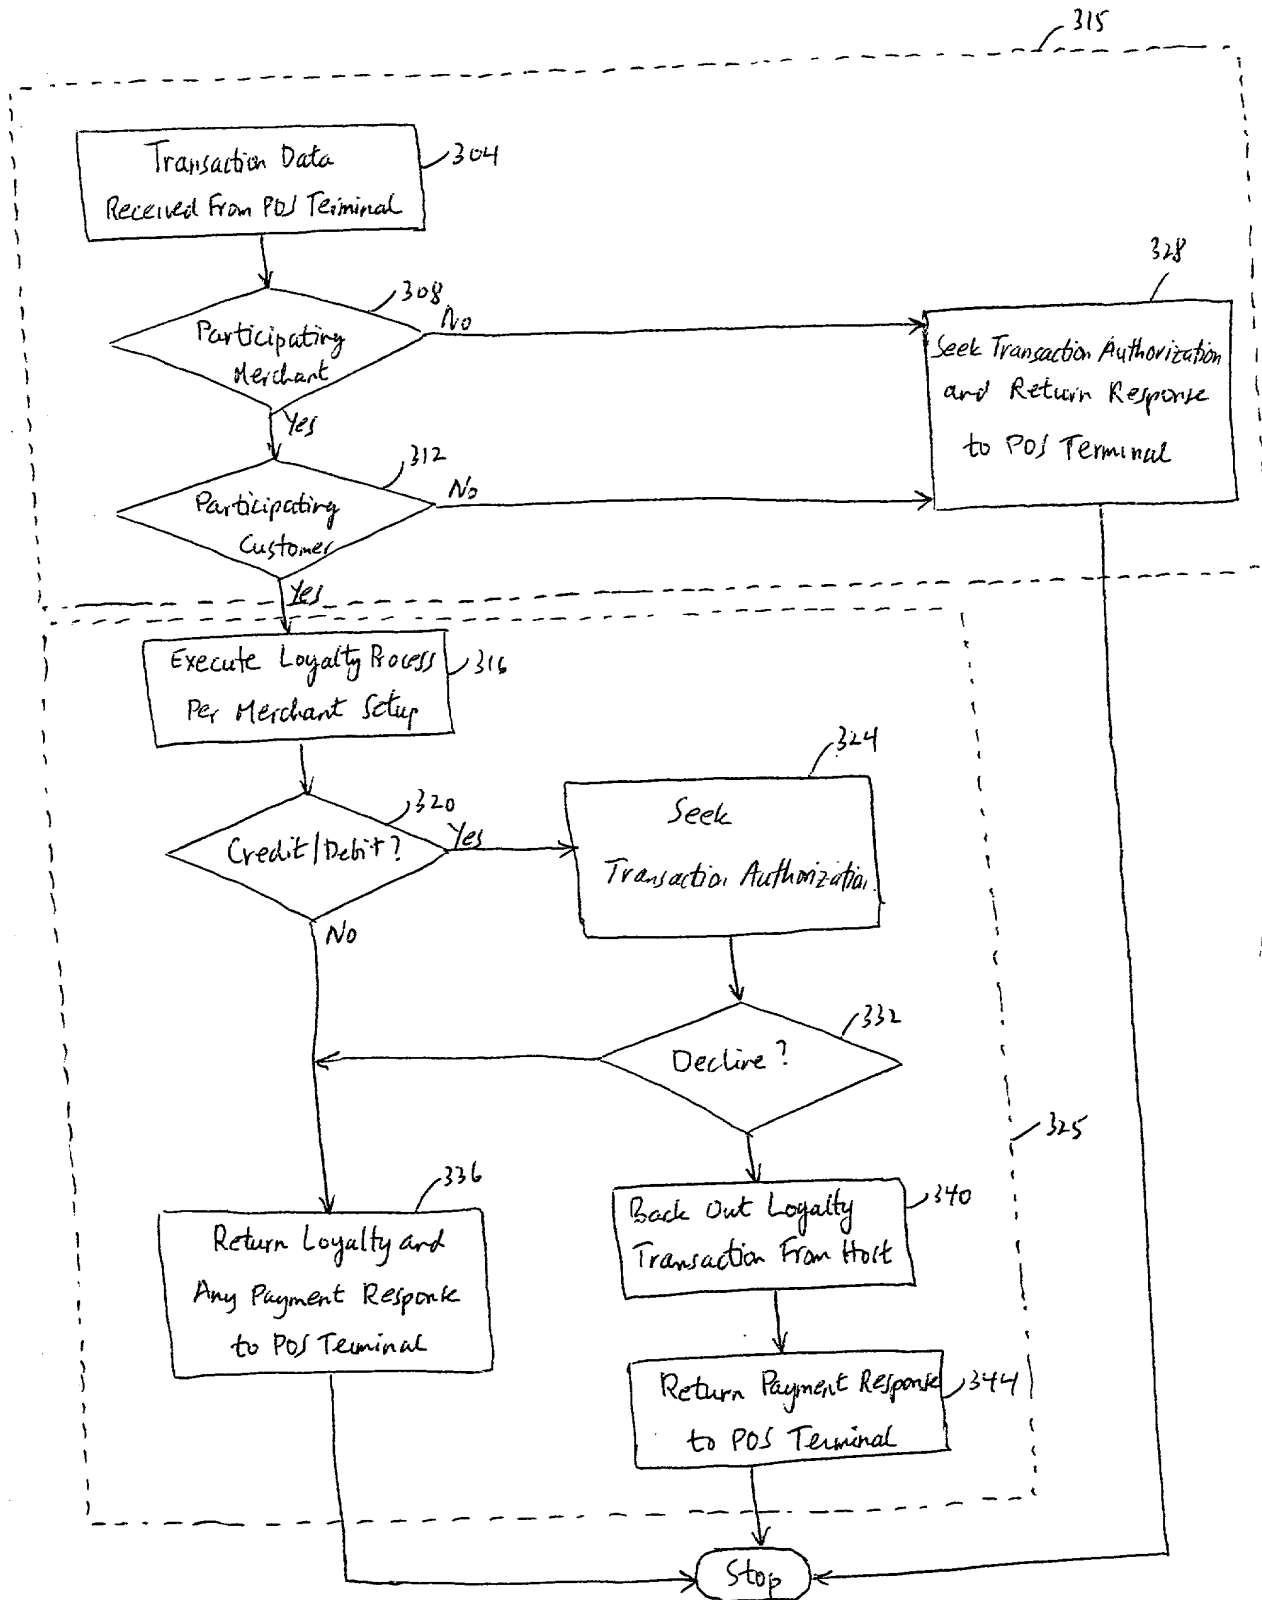 315
Transaction Data
Received From POS Terminal
304
308
No
Participating
Merchant
Yes
328
Seek Transaction Authorization
and Return Response
to POS Terminal
312
No
Participating
Customer
Yes
Execute Loyalty Process
Per Merchant Setup
316
320
Credit/Debit?
Yes
No
324
Seek
Transaction Authorization
332
Decline?
325
336
Return Loyalty and
Any Payment Response
to POS Terminal
340
Back Out Loyalty
Transaction From Host
Return Payment Response
to POS Terminal
344
Stop